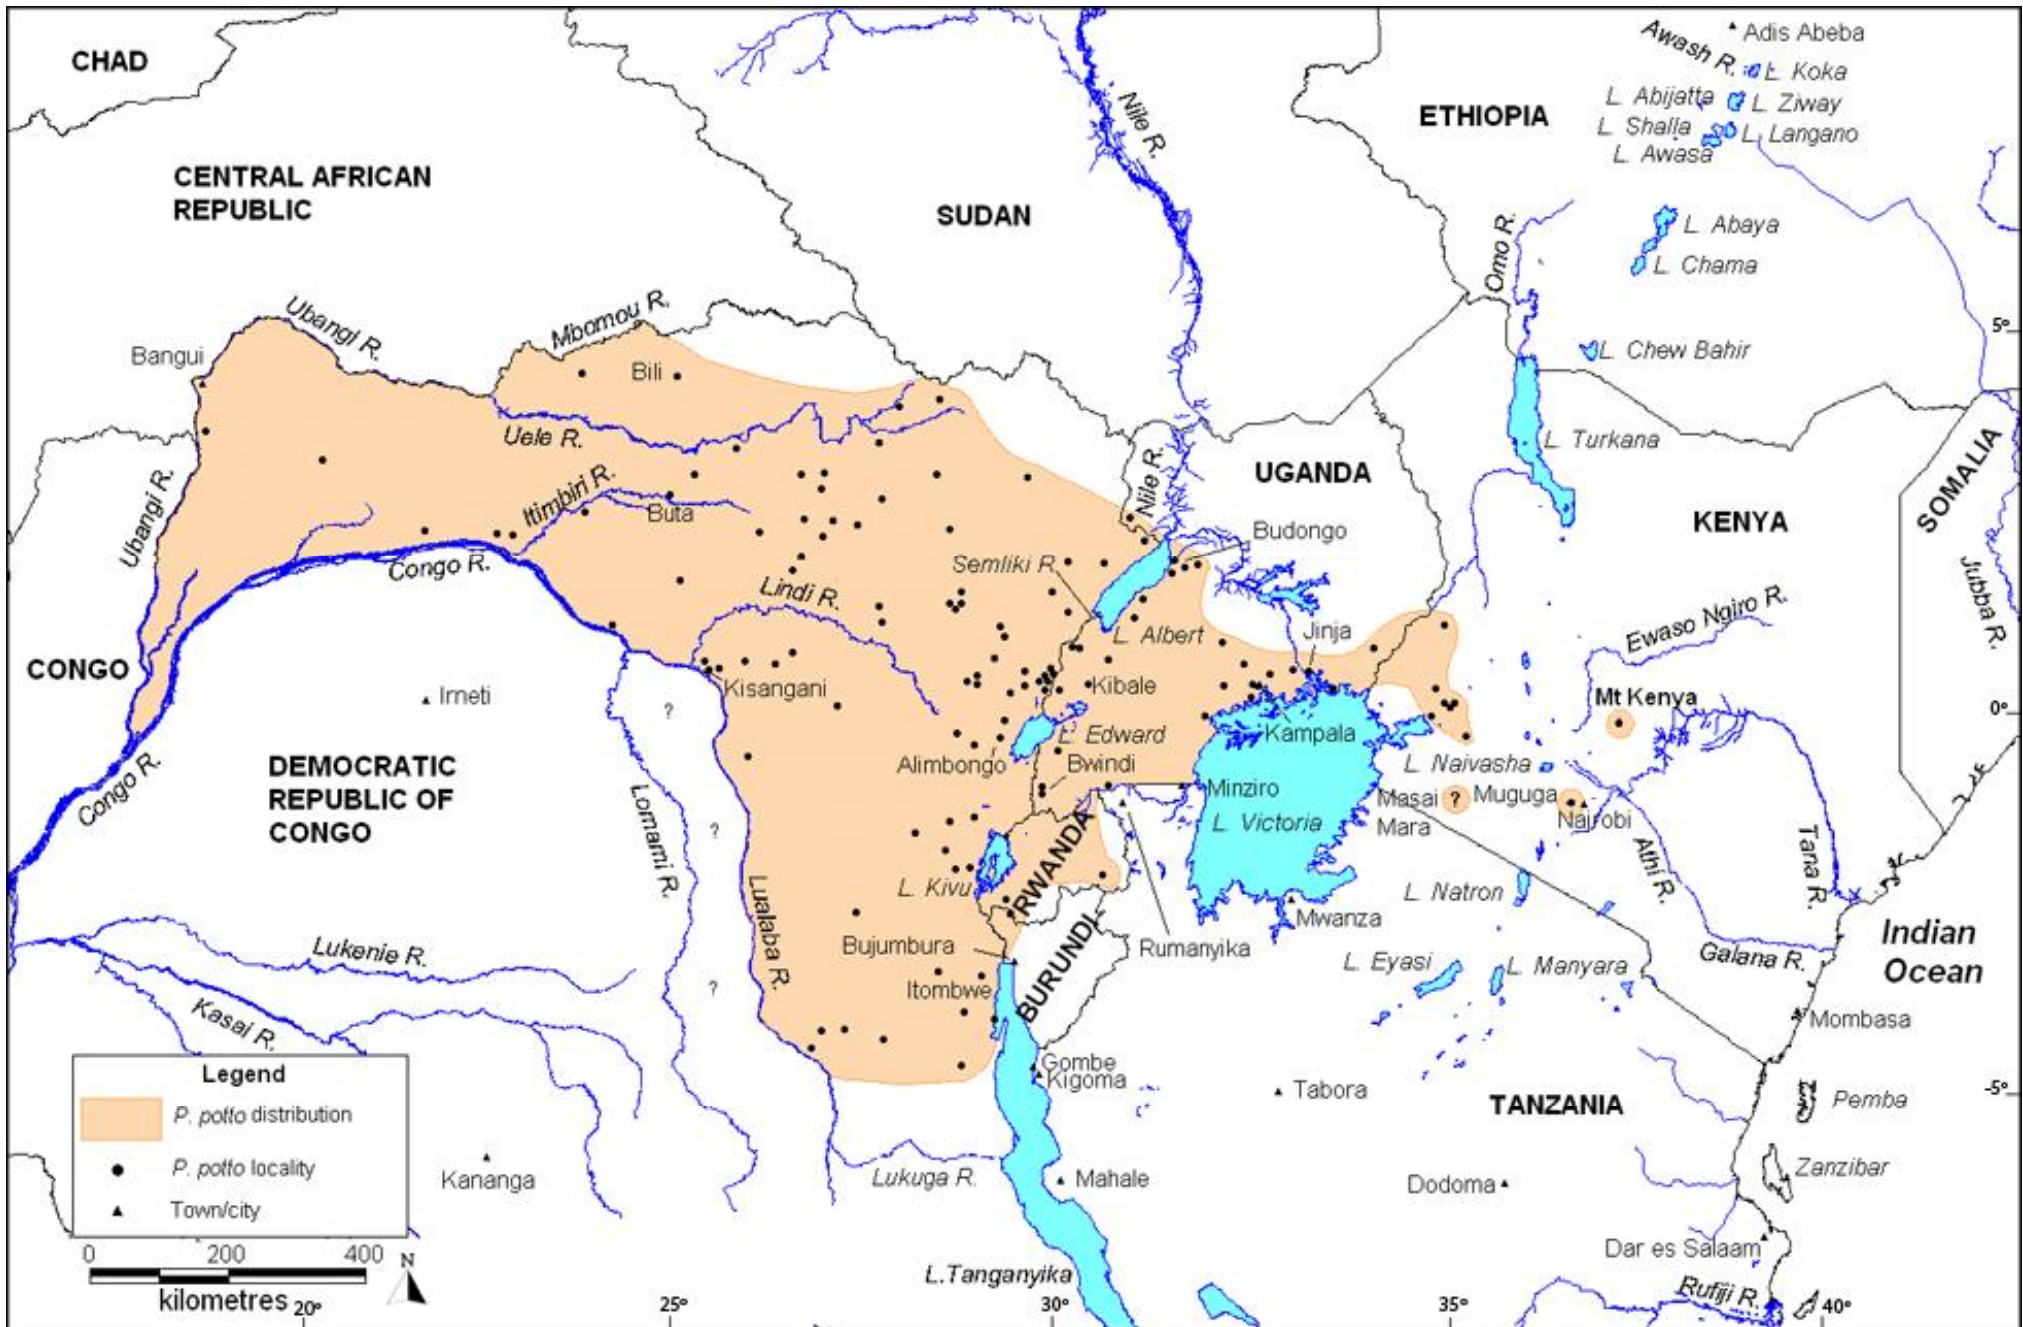 Adis Abeba
Awash R.
CHAD
L. Koka
L. Abijatta
L. Ziway
Nile R.
ETHIOPIA
L. Shalla
L. Langano
L. Awasa
CENTRAL AFRICAN
REPUBLIC
SUDAN
L. Abaya
Omo R.
L. Chama
Ubangi R.
Mbomou R.
5°
Bangui
L. Chew Bahir
Bili
Uele R.
L. Turkana
SOMALIA
UGANDA
Nile R.
Itimbiri R.
Ubangi R.
Buta
KENYA
Budongo
Congo R.
Semliki R.
Lindi R.
Jubba R.
Ewaso Ngiro R.
L. Albert
Jinja
CONGO
Kisangani
Kibale
Irneti
?
Mt Kenya
0°
L. Edward
Kampala
Alimbongo
Bwindi
L. Naivasha
DEMOCRATIC
REPUBLIC OF
CONGO
Congo R.
Minziro
Masai
Mara
?
Muguga
Nairobi
L. Victoria
?
Lomami R.
RWANDA
Athi R.
Tana R.
L. Kivu
L. Natron
Lualaba R.
Mwanza
Indian
Ocean
Lukenie R.
Bujumbura
BURUNDI
Rumanyika
Galana R.
L. Eyasi
L. Manyara
Itombwe
?
Kasai R.
Mombasa
Legend
P. potto distribution
P. potto locality
Town/city
Gombe
Kigoma
Tabora
TANZANIA
-5°
Pemba
Kananga
Lukuga R.
Mahale
Dodoma
Zanzibar
Dar es Salaam
0 200 400
N
kilometres
L.Tanganyika
Rufiji R.
20°
25°
30°
35°
40°